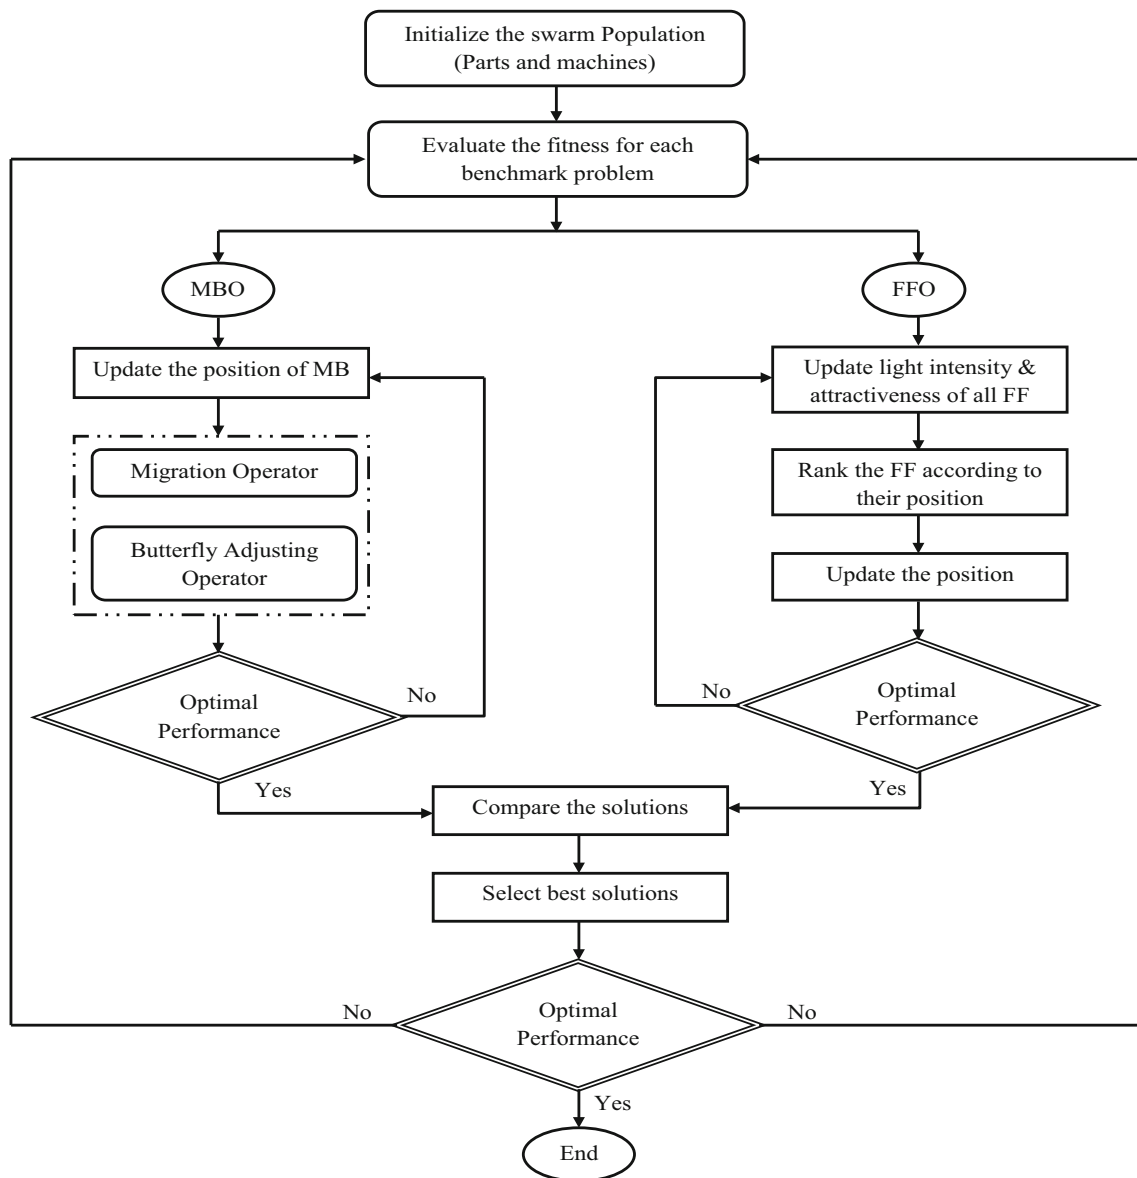 Initialize the swarm Population
(Parts and machines)
Evaluate the fitness for each
benchmark problem
MBO
FFO
Update the position of MB
Update light intensity &
attractiveness of all FF
Migration Operator
Rank the FF according to
their position
Butterfly Adjusting
Operator
Update the position
Optimal
Performance
No
No
Optimal
Performance
Yes
Yes
Compare the solutions
Select best solutions
No
Optimal
Performance
No
Yes
End